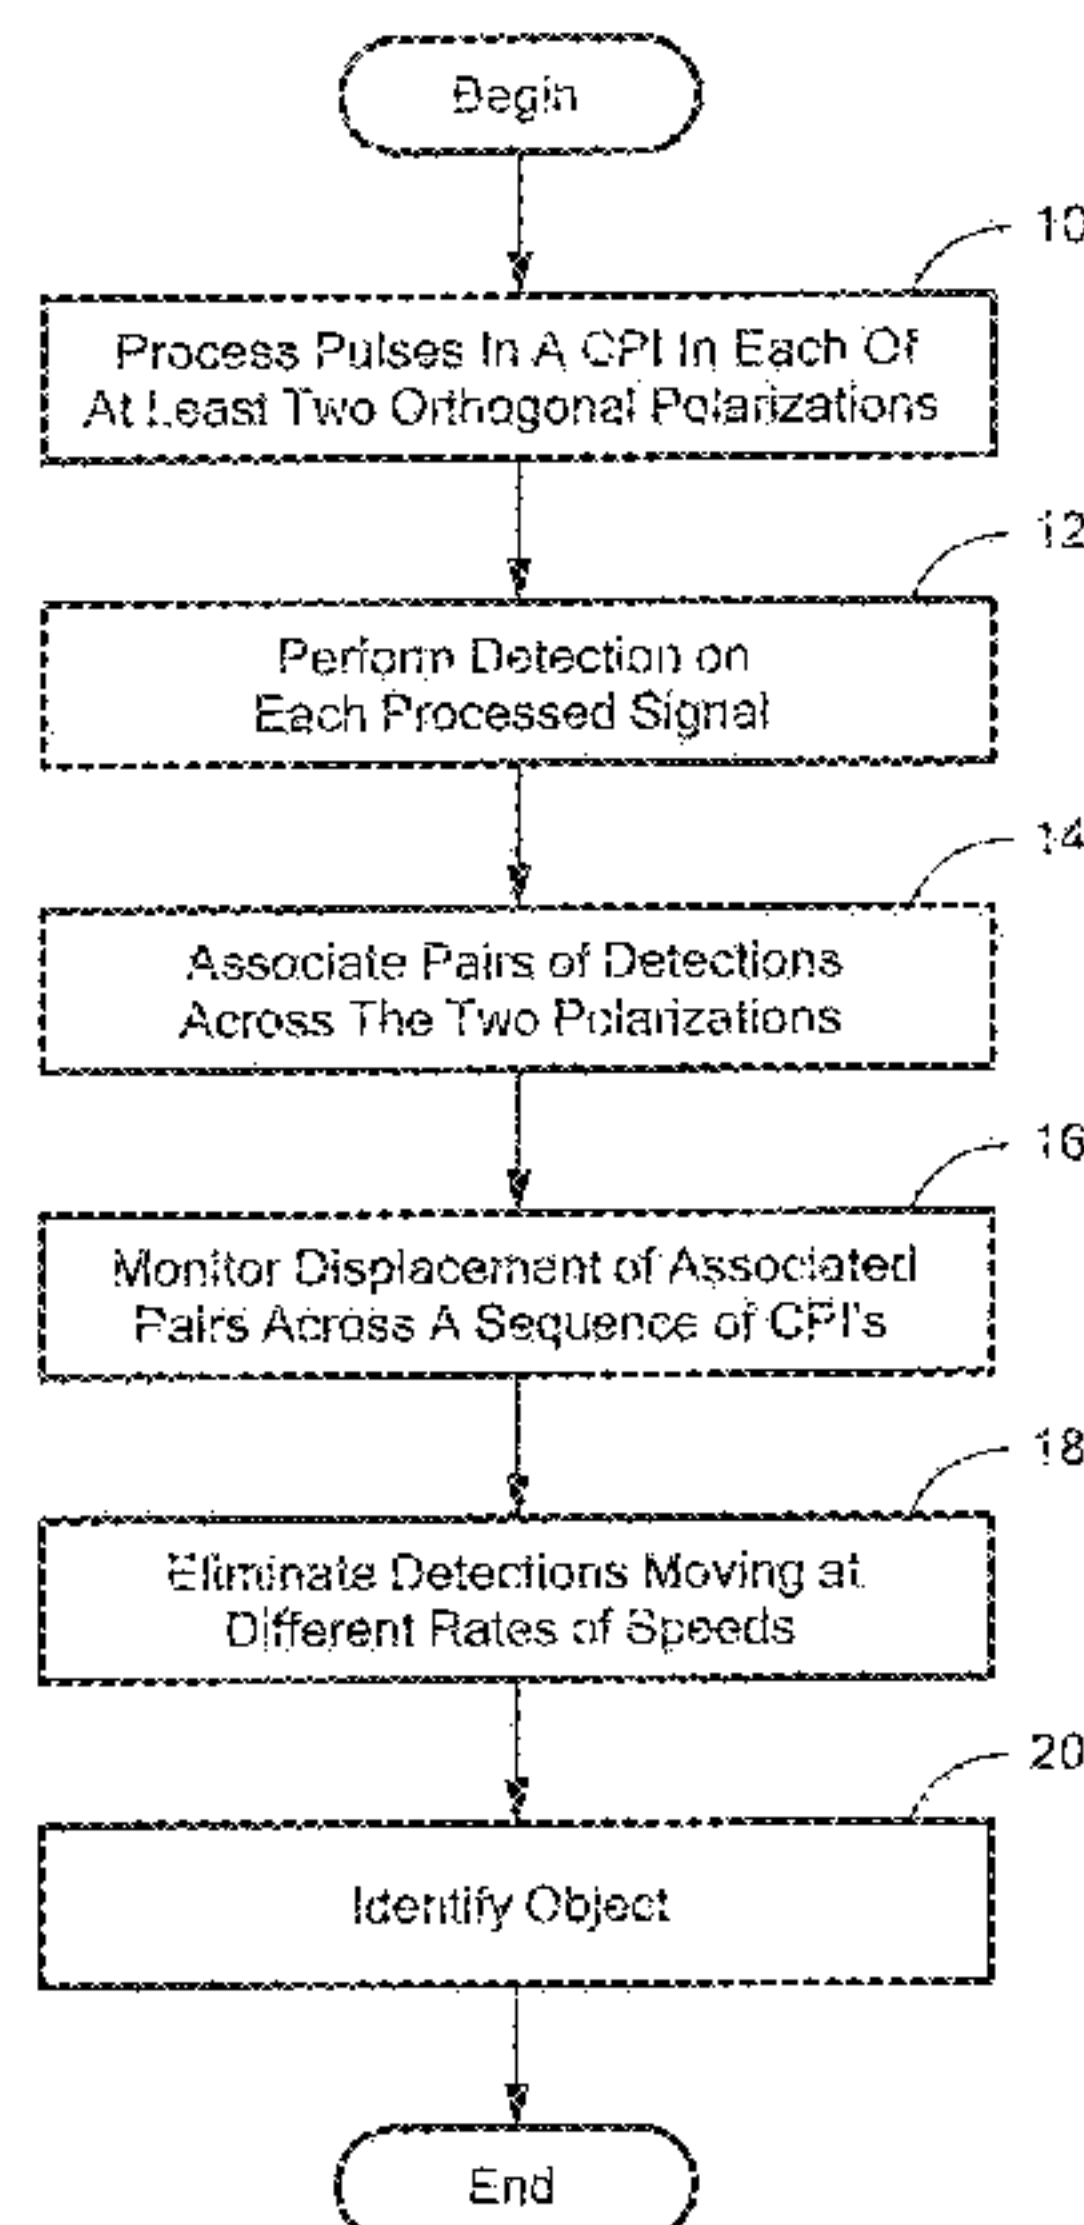 Begin
10
Process Pulses In A CPI In Each Of
At Least Two Orthogonal Polarizations
12
Perform Detection on
Each Processed Signal
14
Associate Pairs of Detections
Across The Two Polarizations
16
Monitor Displacement of Associated
Pairs Across A Sequence of CPI's
18
Eliminate Detections Moving at
Different Rates of Speeds
20
Identify Object
End